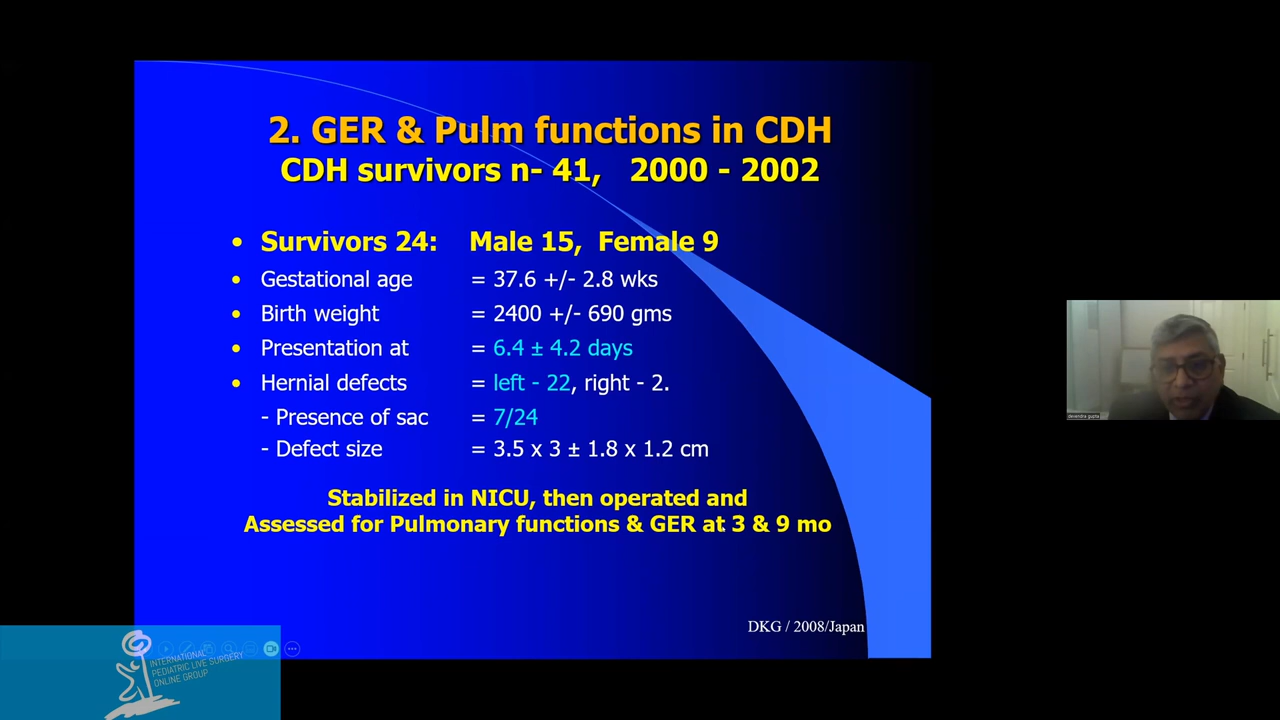 2. GER & Pulm functions in CDH
CDH survivors n- 41, 2000 - 2002
• Survivors 24: Male 15, Female 9
• Gestational age = 37.6 +/- 2.8 wks
• Birth weight = 2400 +/- 690 gms
• Presentation at = 6.4 ± 4.2 days
• Hernial defects = left - 22, right - 2.
- Presence of sac = 7/24
- Defect size = 3.5 x 3 ± 1.8 x 1.2 cm
Stabilized in NICU, then operated and
Assessed for Pulmonary functions & GER at 3 & 9 mo
DKG / 2008/Japan
devendra gupta
INTERNATIONAL
PEDIATRIC LIVE SURGERY
ONLINE GROUP